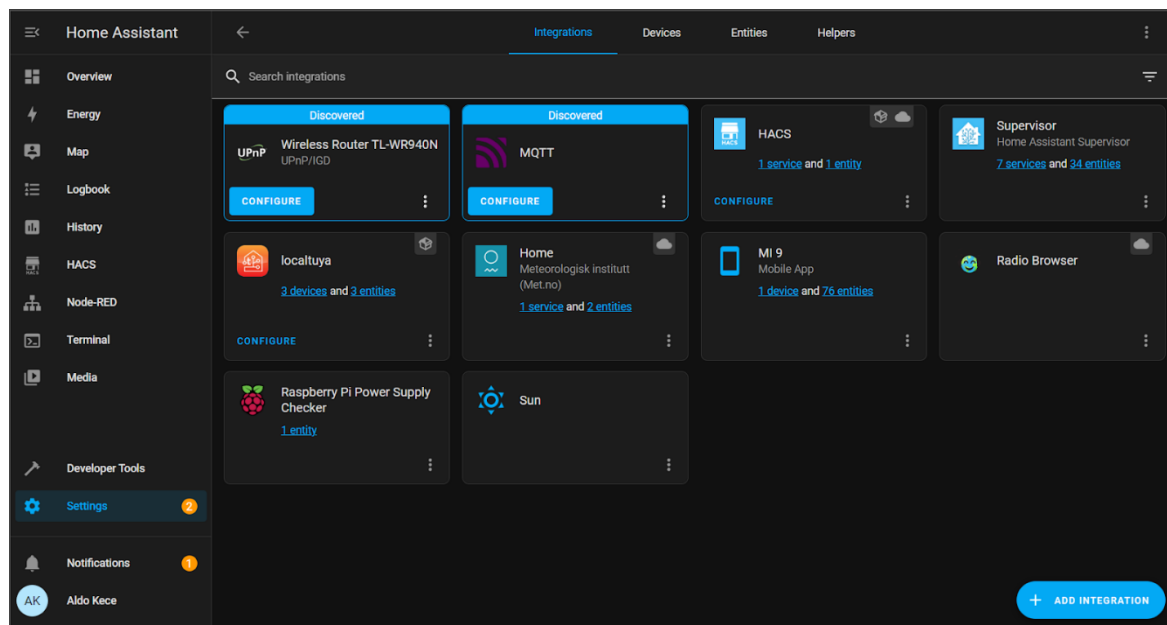 Home Assistant
Overview
Energy
Map
Logbook
History
HACS
HACS
Node-RED
Terminal
Media
Developer Tools
Settings
2
Notifications
1
AK
Aldo Kece
Integrations
Devices
Entities
Helpers
Search integrations
Discovered
UPnP
Wireless Router TL-WR940N
UPnP/IGD
CONFIGURE
Discovered
MQTT
CONFIGURE
HACS
HACS
1 service and 1 entity
CONFIGURE
Supervisor
Home Assistant Supervisor
7 services and 34 entities
localtuya
3 devices and 3 entities
CONFIGURE
Home
Meteorologisk institutt
(Met.no)
1 service and 2 entities
MI 9
Mobile App
1 device and 76 entities
Radio Browser
Raspberry Pi Power Supply
Checker
1 entity
Sun
ADD INTEGRATION